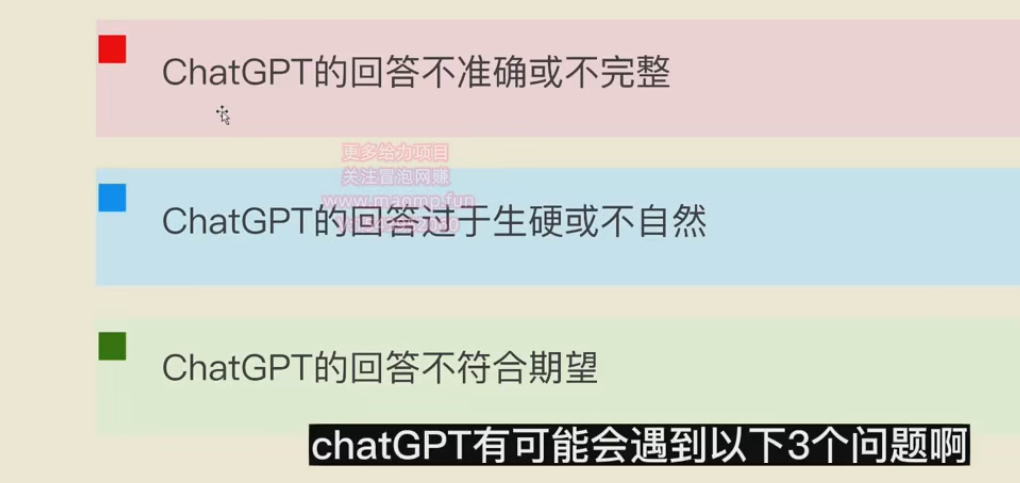 ChatGPT的回答不准确或不完整
更多给力项目
关注冒泡网赚
www.maomp.fun
ChatGPT的回答过于生硬或不自然
ChatGPT的回答不符合期望
chatGPT有可能会遇到以下3个问题啊